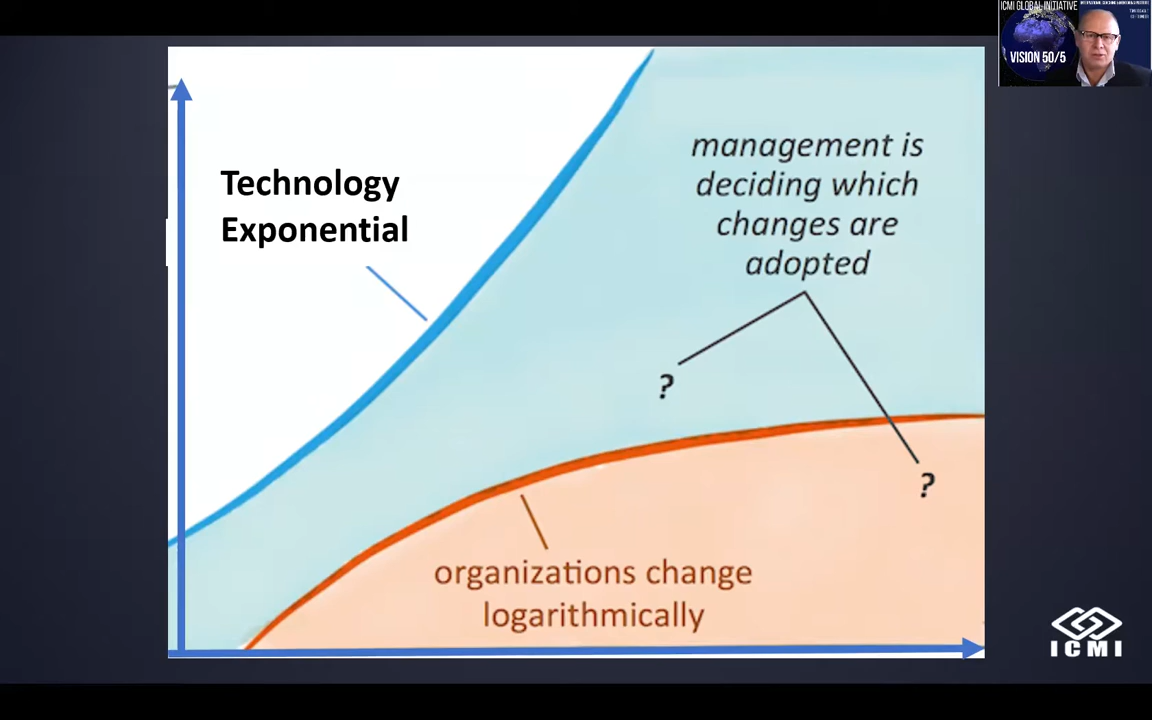 ICMI GLOBAL INITIATIVE
VISION 50/5
Technology
Exponential
management is
deciding which
changes are
adopted
?
?
organizations change
logarithmically
ICMI